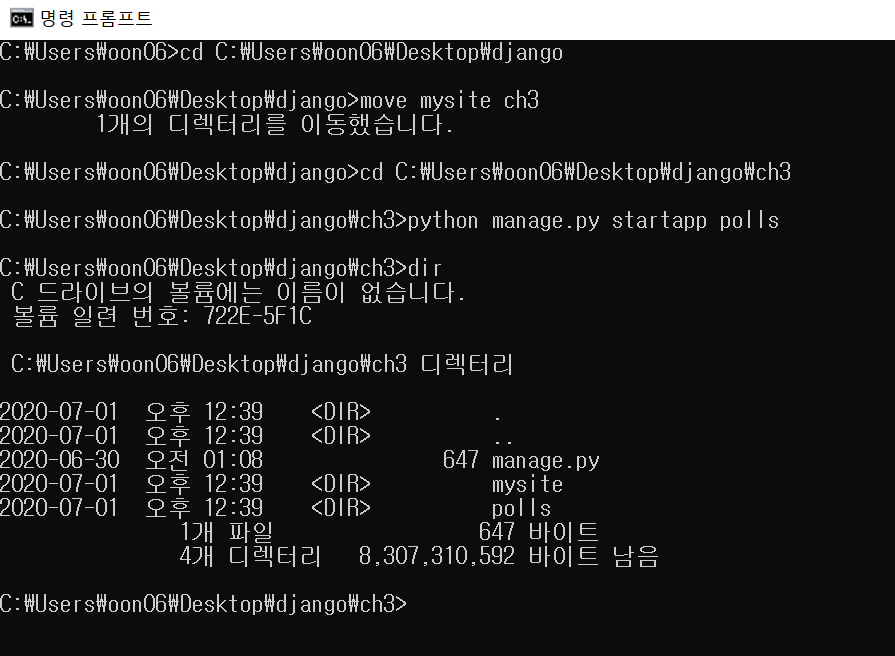 명령 프롬프트
C:₩Users₩oon06>cd C:₩Users₩oon06₩Desktop₩django
C:₩Users₩oon06₩Desktop₩django>move mysite ch3
1개의 디렉터리를 이동했습니다.
C:₩Users₩oon06₩Desktop₩django>cd C:₩Users₩oon06₩Desktop₩django₩ch3
C:₩Users₩oon06₩Desktop₩django₩ch3>python manage.py startapp polls
C:₩Users₩oon06₩Desktop₩django₩ch3>dir
C 드라이브의 볼륨에는 이름이 없습니다.
볼륨 일련 번호: 722E-5F1C
C:₩Users₩oon06₩Desktop₩django₩ch3 디렉터리
2020-07-01 오후 12:39 <DIR> .
2020-07-01 오후 12:39 <DIR> ..
2020-06-30 오전 01:08 647 manage.py
2020-07-01 오후 12:39 <DIR> mysite
2020-07-01 오후 12:39 <DIR> polls
1개 파일 647 바이트
4개 디렉터리 8,307,310,592 바이트 남음
C:₩Users₩oon06₩Desktop₩django₩ch3>